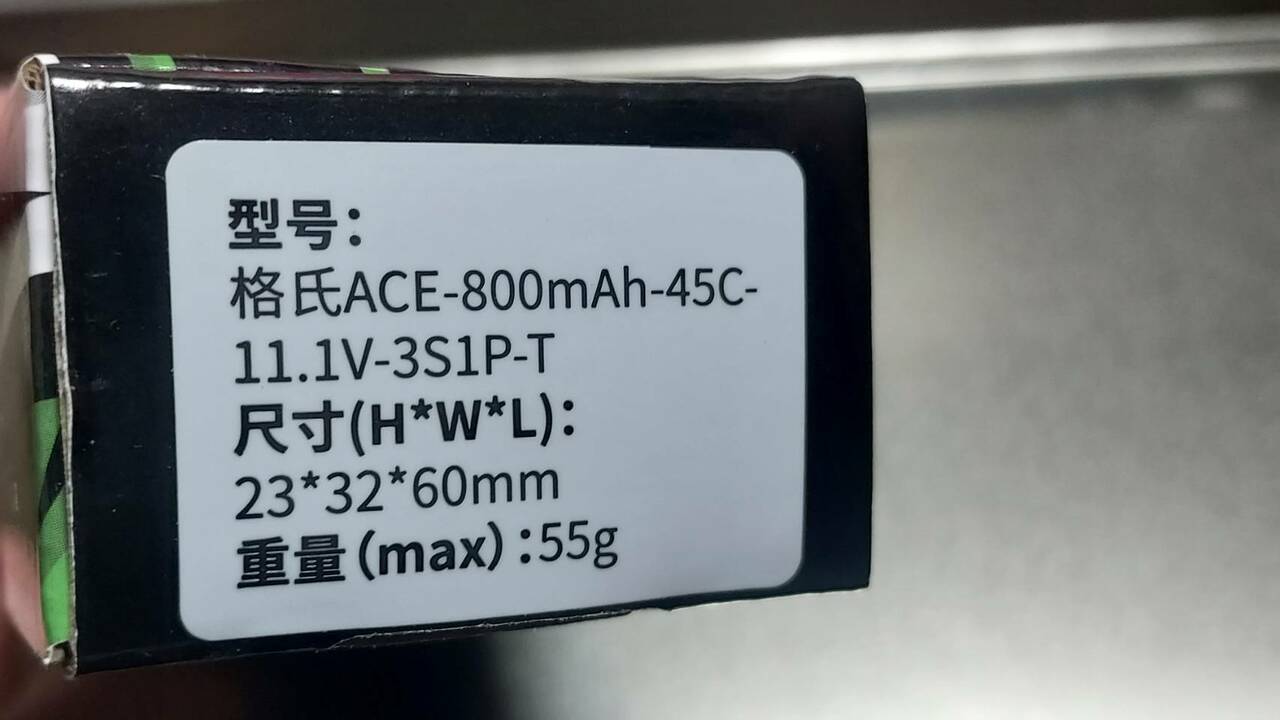 型号：
格氏ACE-800mAh-45C-
11.1V-3S1P-T
尺寸(H*W*L)：
23*32*60mm
重量（max）：55g